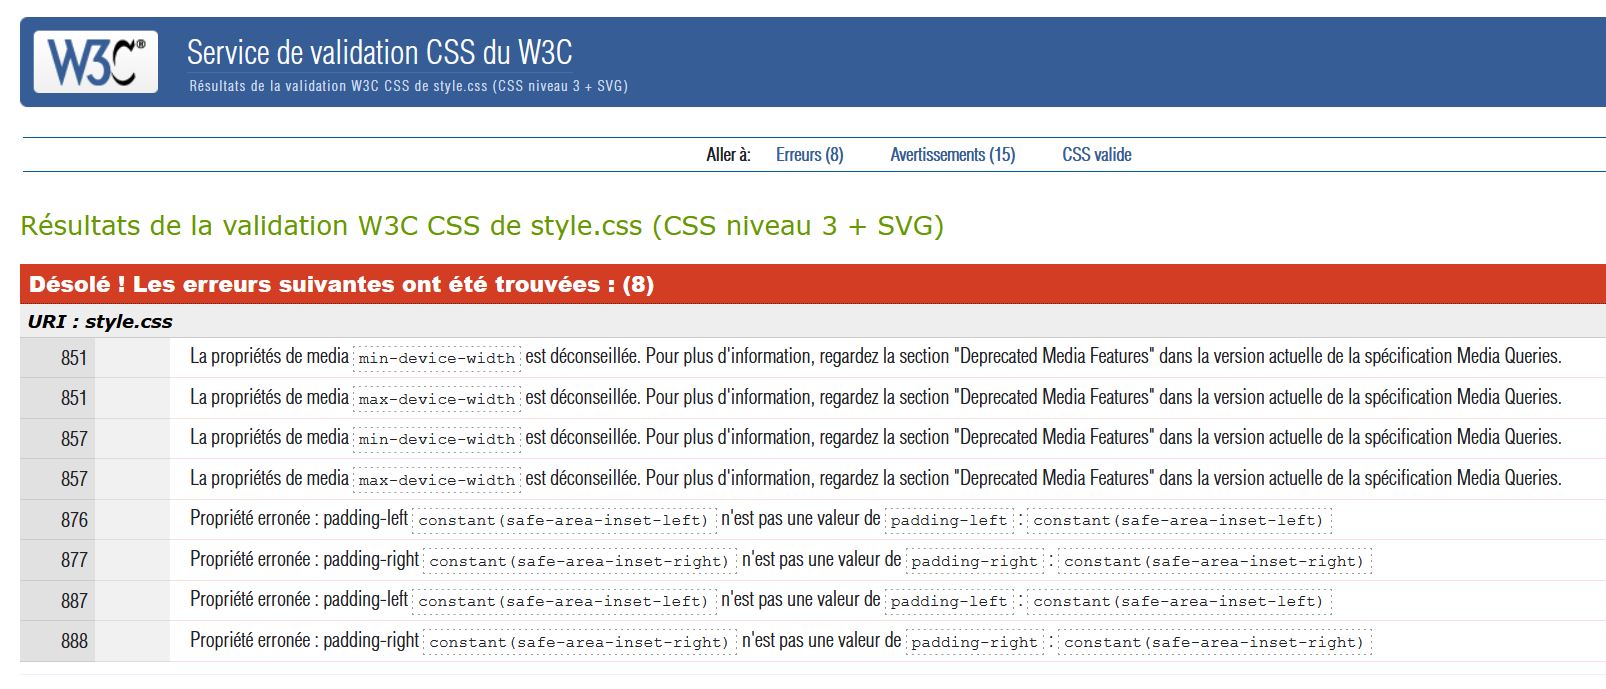 W3C® Service de validation CSS du W3C
Résultats de la validation W3C CSS de style.css (CSS niveau 3 + SVG)
Aller à: Erreurs (8) Avertissements (15) CSS valide
Résultats de la validation W3C CSS de style.css (CSS niveau 3 + SVG)
Désolé ! Les erreurs suivantes ont été trouvées : (8)
URI : style.css
851 La propriétés de media min-device-width est déconseillée. Pour plus d'information, regardez la section "Deprecated Media Features" dans la version actuelle de la spécification Media Queries.
851 La propriétés de media max-device-width est déconseillée. Pour plus d'information, regardez la section "Deprecated Media Features" dans la version actuelle de la spécification Media Queries.
857 La propriétés de media min-device-width est déconseillée. Pour plus d'information, regardez la section "Deprecated Media Features" dans la version actuelle de la spécification Media Queries.
857 La propriétés de media max-device-width est déconseillée. Pour plus d'information, regardez la section "Deprecated Media Features" dans la version actuelle de la spécification Media Queries.
876 Propriété erronée : padding-left constant(safe-area-inset-left) n'est pas une valeur de padding-left : constant(safe-area-inset-left)
877 Propriété erronée : padding-right constant(safe-area-inset-right) n'est pas une valeur de padding-right : constant(safe-area-inset-right)
887 Propriété erronée : padding-left constant(safe-area-inset-left) n'est pas une valeur de padding-left : constant(safe-area-inset-left)
888 Propriété erronée : padding-right constant(safe-area-inset-right) n'est pas une valeur de padding-right : constant(safe-area-inset-right)